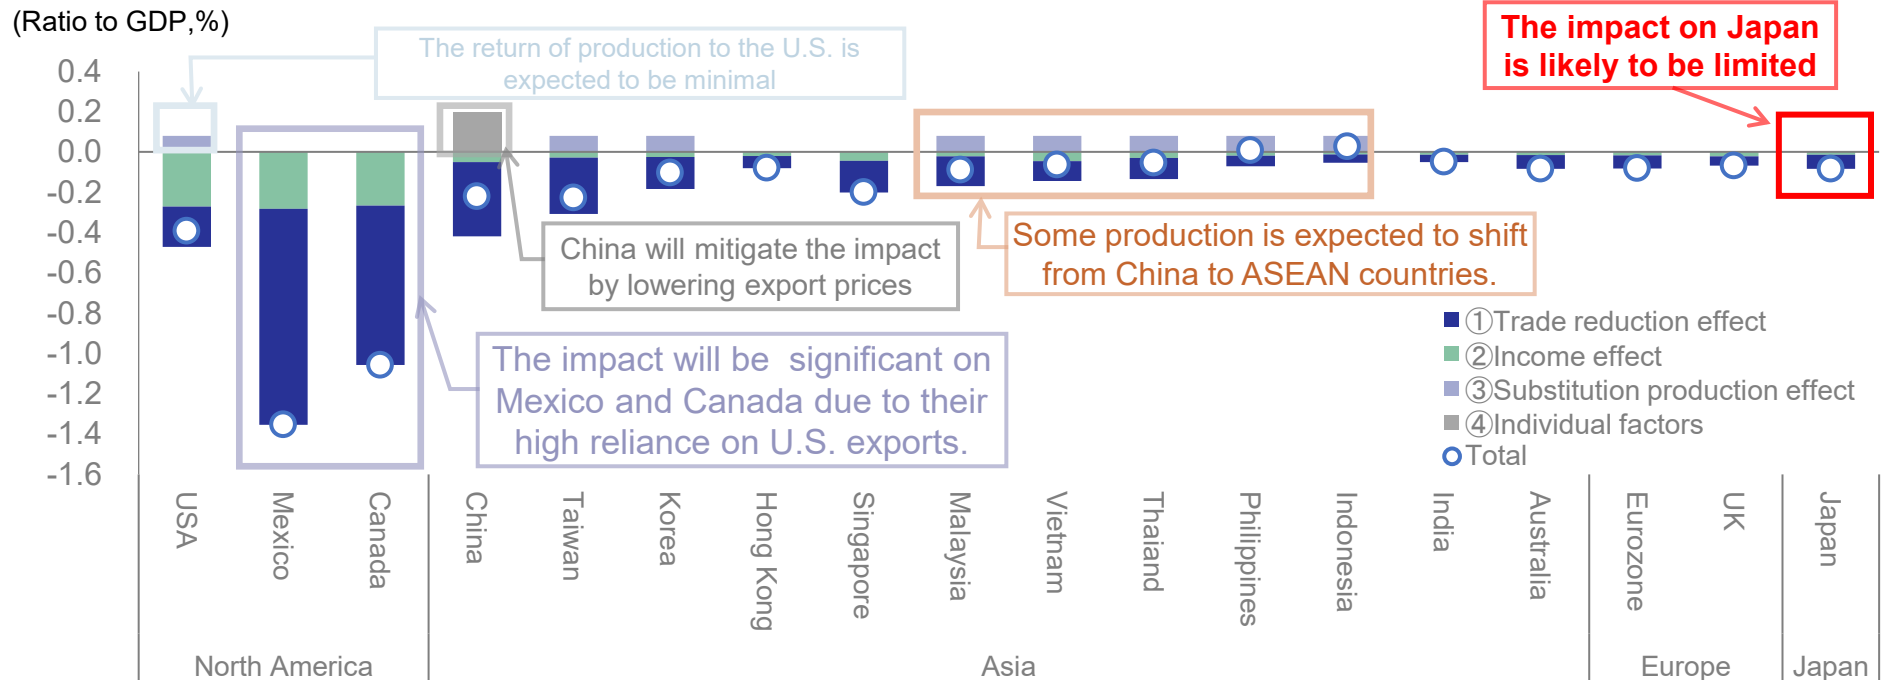 (Ratio to GDP,%)
The return of production to the U.S. is
expected to be minimal
The impact on Japan
is likely to be limited
0.4
0.2
0.0
-0.2
-0.4
-0.6
-0.8
-1.0
-1.2
-1.4
-1.6
China will mitigate the impact
by lowering export prices
Some production is expected to shift
from China to ASEAN countries.
The impact will be  significant on
Mexico and Canada due to their
high reliance on U.S. exports.
①Trade reduction effect
②Income effect
③Substitution production effect
④Individual factors
Total
USA
Mexico
Canada
China
Taiwan
Korea
Hong Kong
Singapore
Malaysia
Vietnam
Thaiand
Philippines
Indonesia
India
Australia
Eurozone
UK
Japan
North America
Asia
Europe
Japan